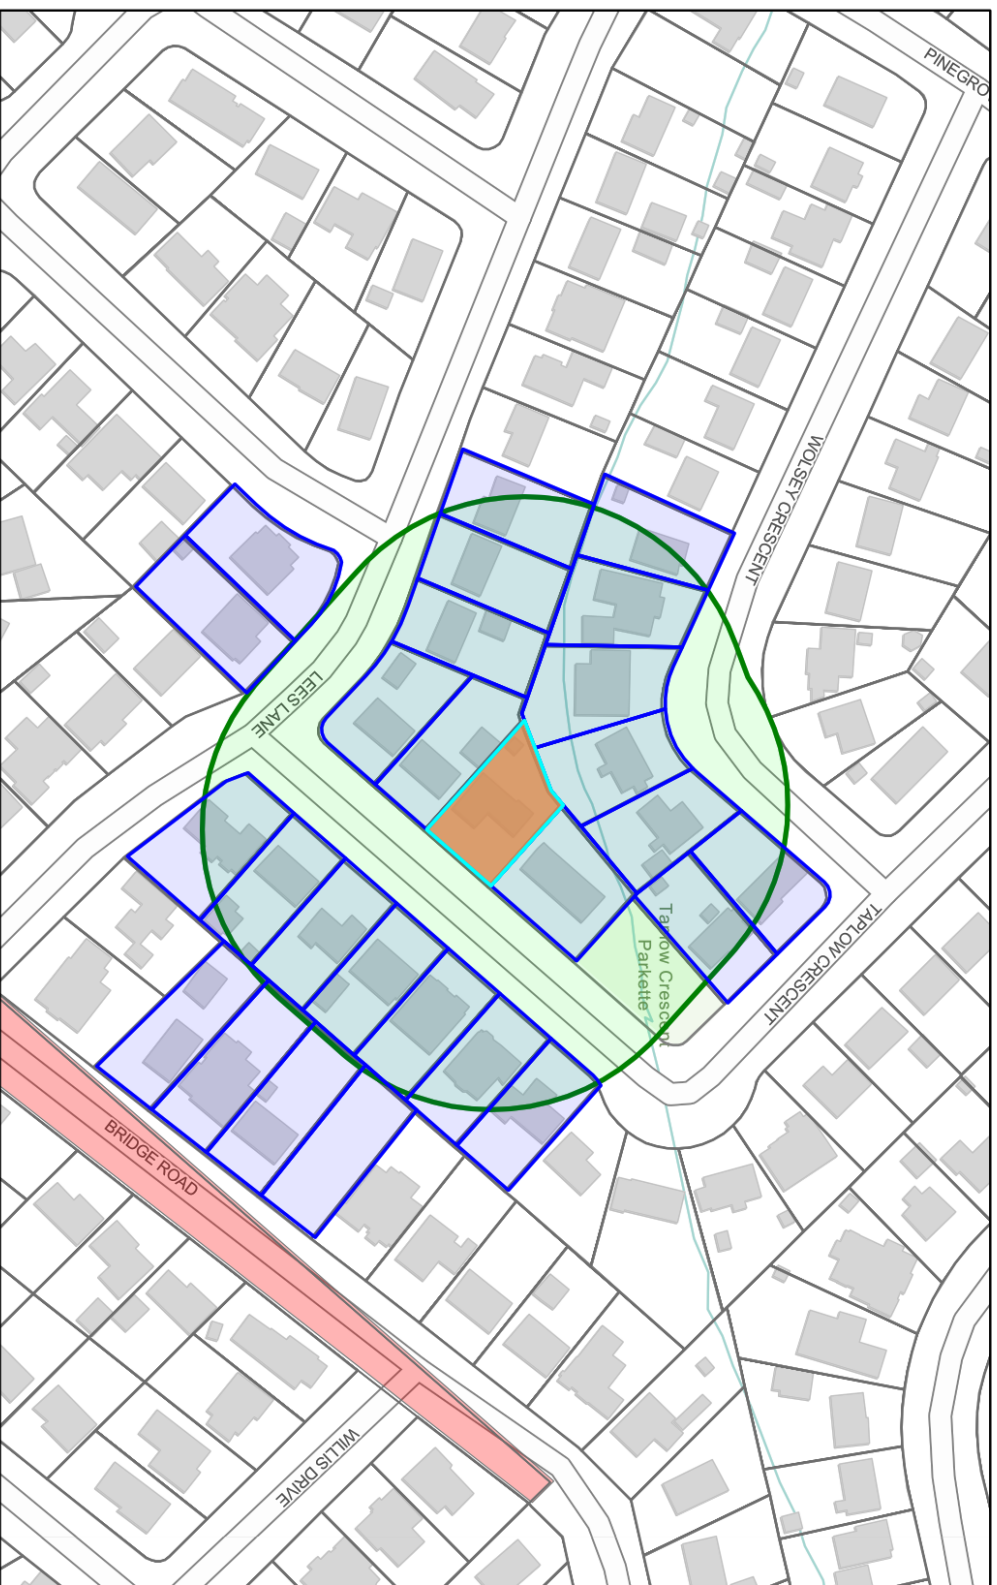 PINEGRO
WOLSEY CRESCENT
LEES LANE
Taplow Crescent
Parkette
TAPLOW CRESCENT
BRIDGE ROAD
WILLIS DRIVE